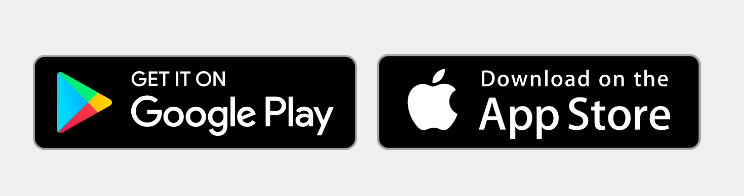 GET IT ON
Google Play
Download on the
App Store